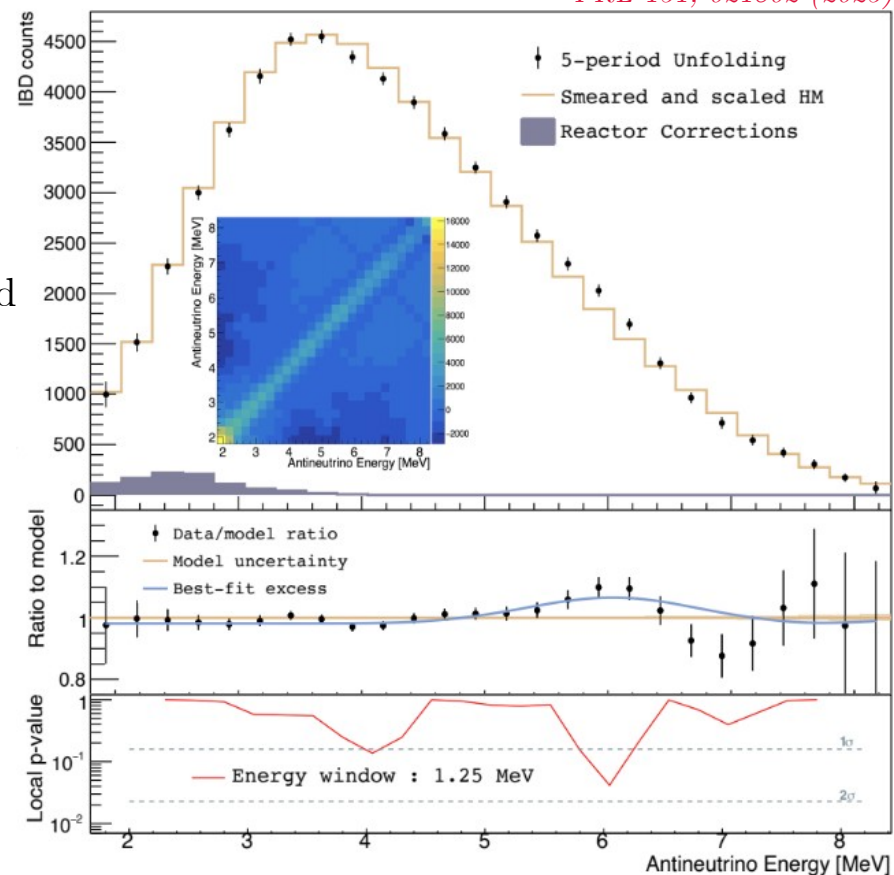 d
IBD counts
4500
4000
3500
3000
2500
2000
1500
1000
500
0
5-period Unfolding
Smeared and scaled HM
Reactor Corrections
Antineutrino Energy [MeV]
8
7
6
5
4
3
2
2 3 4 5 6 7 8
Antineutrino Energy [MeV]
16000
14000
12000
10000
8000
6000
4000
2000
0
-2000
Ratio to model
1.2
1
0.8
Data/model ratio
Model uncertainty
Best-fit excess
Local p-value
1
10⁻¹
10⁻²
1σ
2σ
Energy window : 1.25 MeV
2 3 4 5 6 7 8
Antineutrino Energy [MeV]